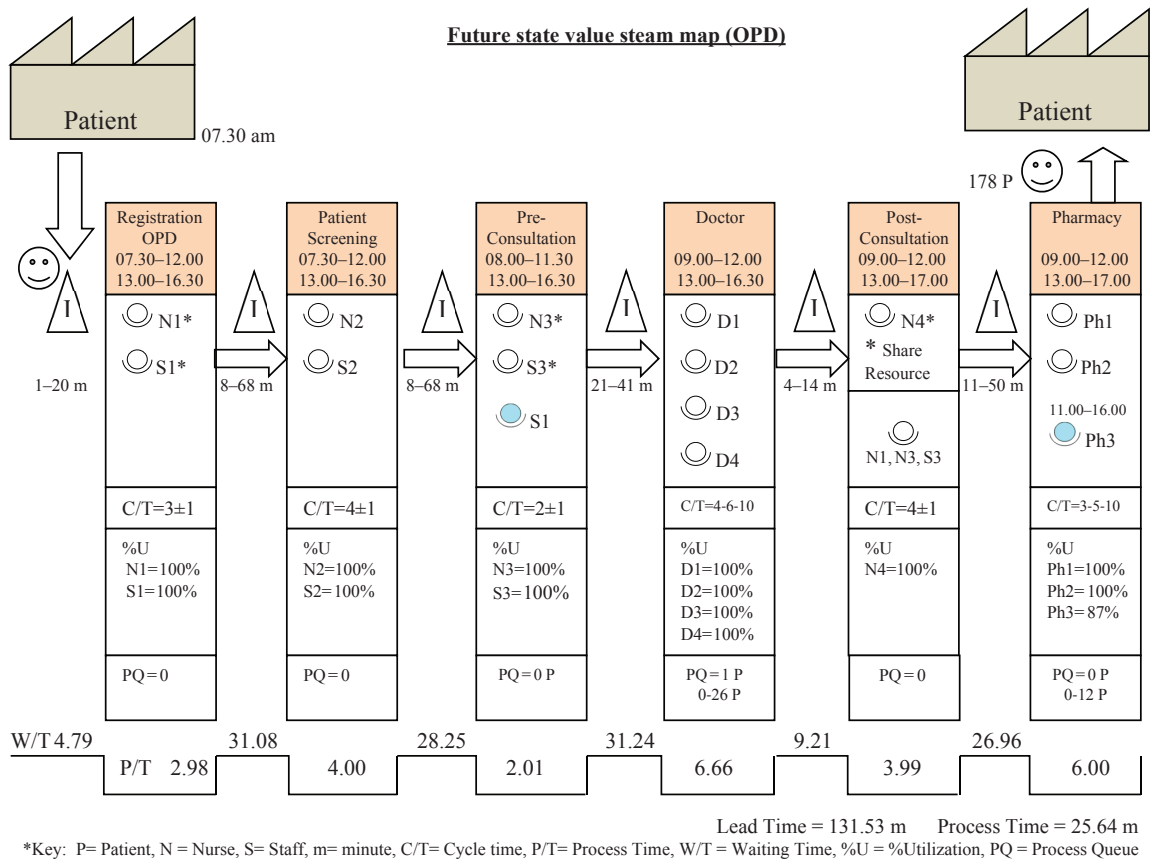 Future state value steam map (OPD)
Patient
07.30 am
Patient
178 P
Registration
OPD
07.30–12.00
13.00–16.30
Patient
Screening
07.30–12.00
13.00–16.30
Pre-
Consultation
08.00–11.30
13.00–16.30
Doctor
09.00–12.00
13.00–16.30
Post-
Consultation
09.00–12.00
13.00–17.00
Pharmacy
09.00–12.00
13.00–17.00
I
I
I
I
I
I
1–20 m
8–68 m
8–68 m
21–41 m
4–14 m
11–50 m
N1*
S1*
N2
S2
N3*
S3*
S1
D1
D2
D3
D4
N4*
* Share
Resource
N1, N3, S3
Ph1
Ph2
11.00–16.00
Ph3
C/T=3±1
C/T=4±1
C/T=2±1
C/T=4-6-10
C/T=4±1
C/T=3-5-10
%U
N1=100%
S1=100%
%U
N2=100%
S2=100%
%U
N3=100%
S3=100%
%U
D1=100%
D2=100%
D3=100%
D4=100%
%U
N4=100%
%U
Ph1=100%
Ph2=100%
Ph3=87%
PQ=0
PQ=0
PQ=0 P
PQ=1 P
0-26 P
PQ=0
PQ=0 P
0-12 P
W/T 4.79 31.08 28.25 31.24 9.21 26.96
P/T 2.98 4.00 2.01 6.66 3.99 6.00
Lead Time = 131.53 m Process Time = 25.64 m
*Key: P= Patient, N = Nurse, S= Staff, m= minute, C/T= Cycle time, P/T= Process Time, W/T = Waiting Time, %U = %Utilization, PQ = Process Queue